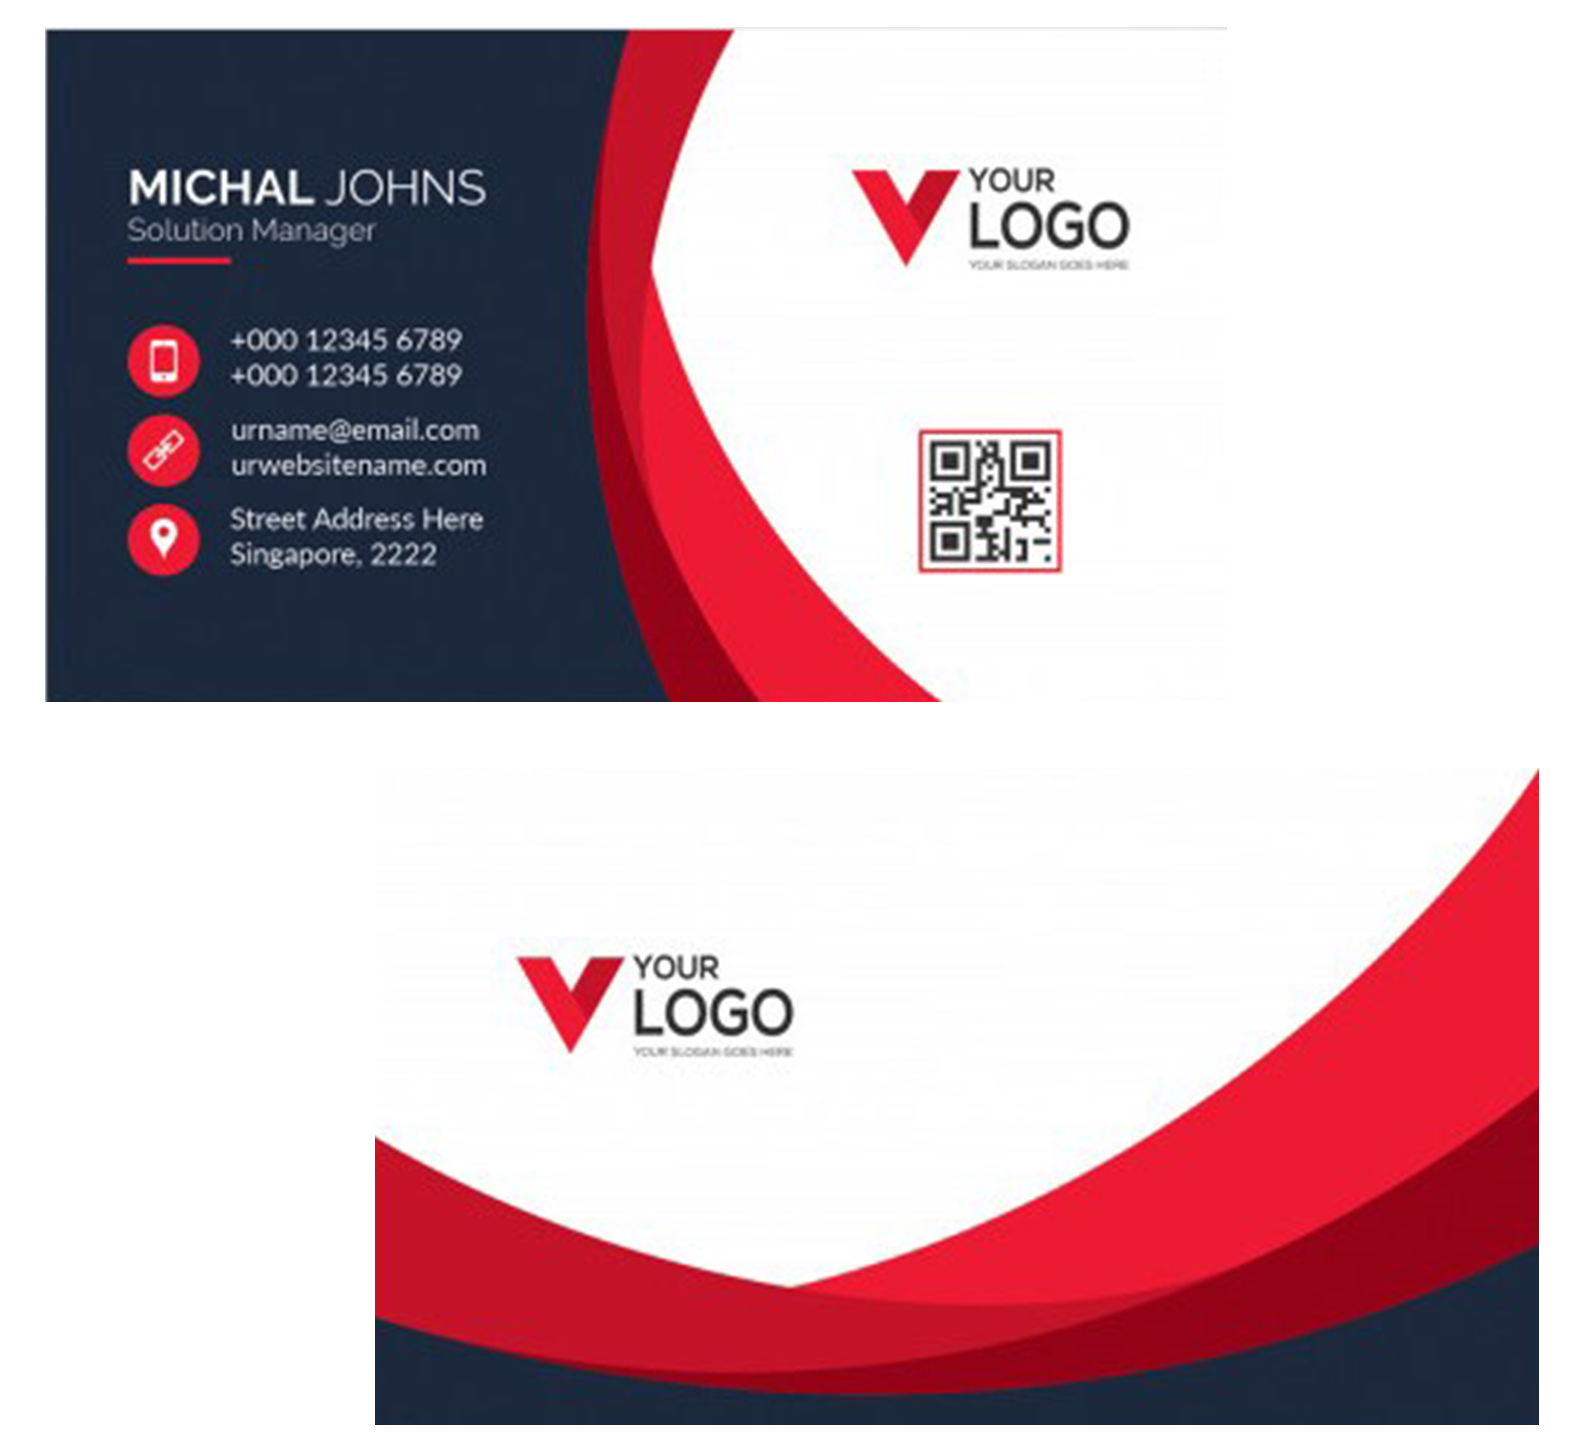 MICHAL JOHNS
Solution Manager
+000 12345 6789
+000 12345 6789
urname@email.com
urwebsitename.com
Street Address Here
Singapore, 2222
YOUR
LOGO
YOUR SLOGAN GOES HERE
YOUR
LOGO
YOUR SLOGAN GOES HERE